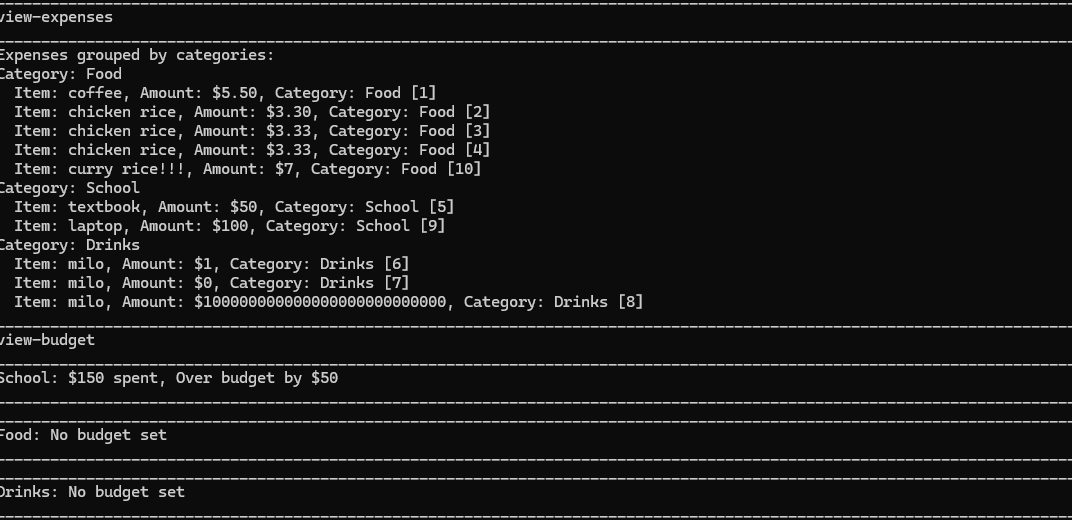 view-expenses
Expenses grouped by categories:
Category: Food
Item: coffee, Amount: $5.50, Category: Food [1]
Item: chicken rice, Amount: $3.30, Category: Food [2]
Item: chicken rice, Amount: $3.33, Category: Food [3]
Item: chicken rice, Amount: $3.33, Category: Food [4]
Item: curry rice!!!, Amount: $7, Category: Food [10]
Category: School
Item: textbook, Amount: $50, Category: School [5]
Item: laptop, Amount: $100, Category: School [9]
Category: Drinks
Item: milo, Amount: $1, Category: Drinks [6]
Item: milo, Amount: $0, Category: Drinks [7]
Item: milo, Amount: $100000000000000000000000000, Category: Drinks [8]
view-budget
School: $150 spent, Over budget by $50
Food: No budget set
Drinks: No budget set